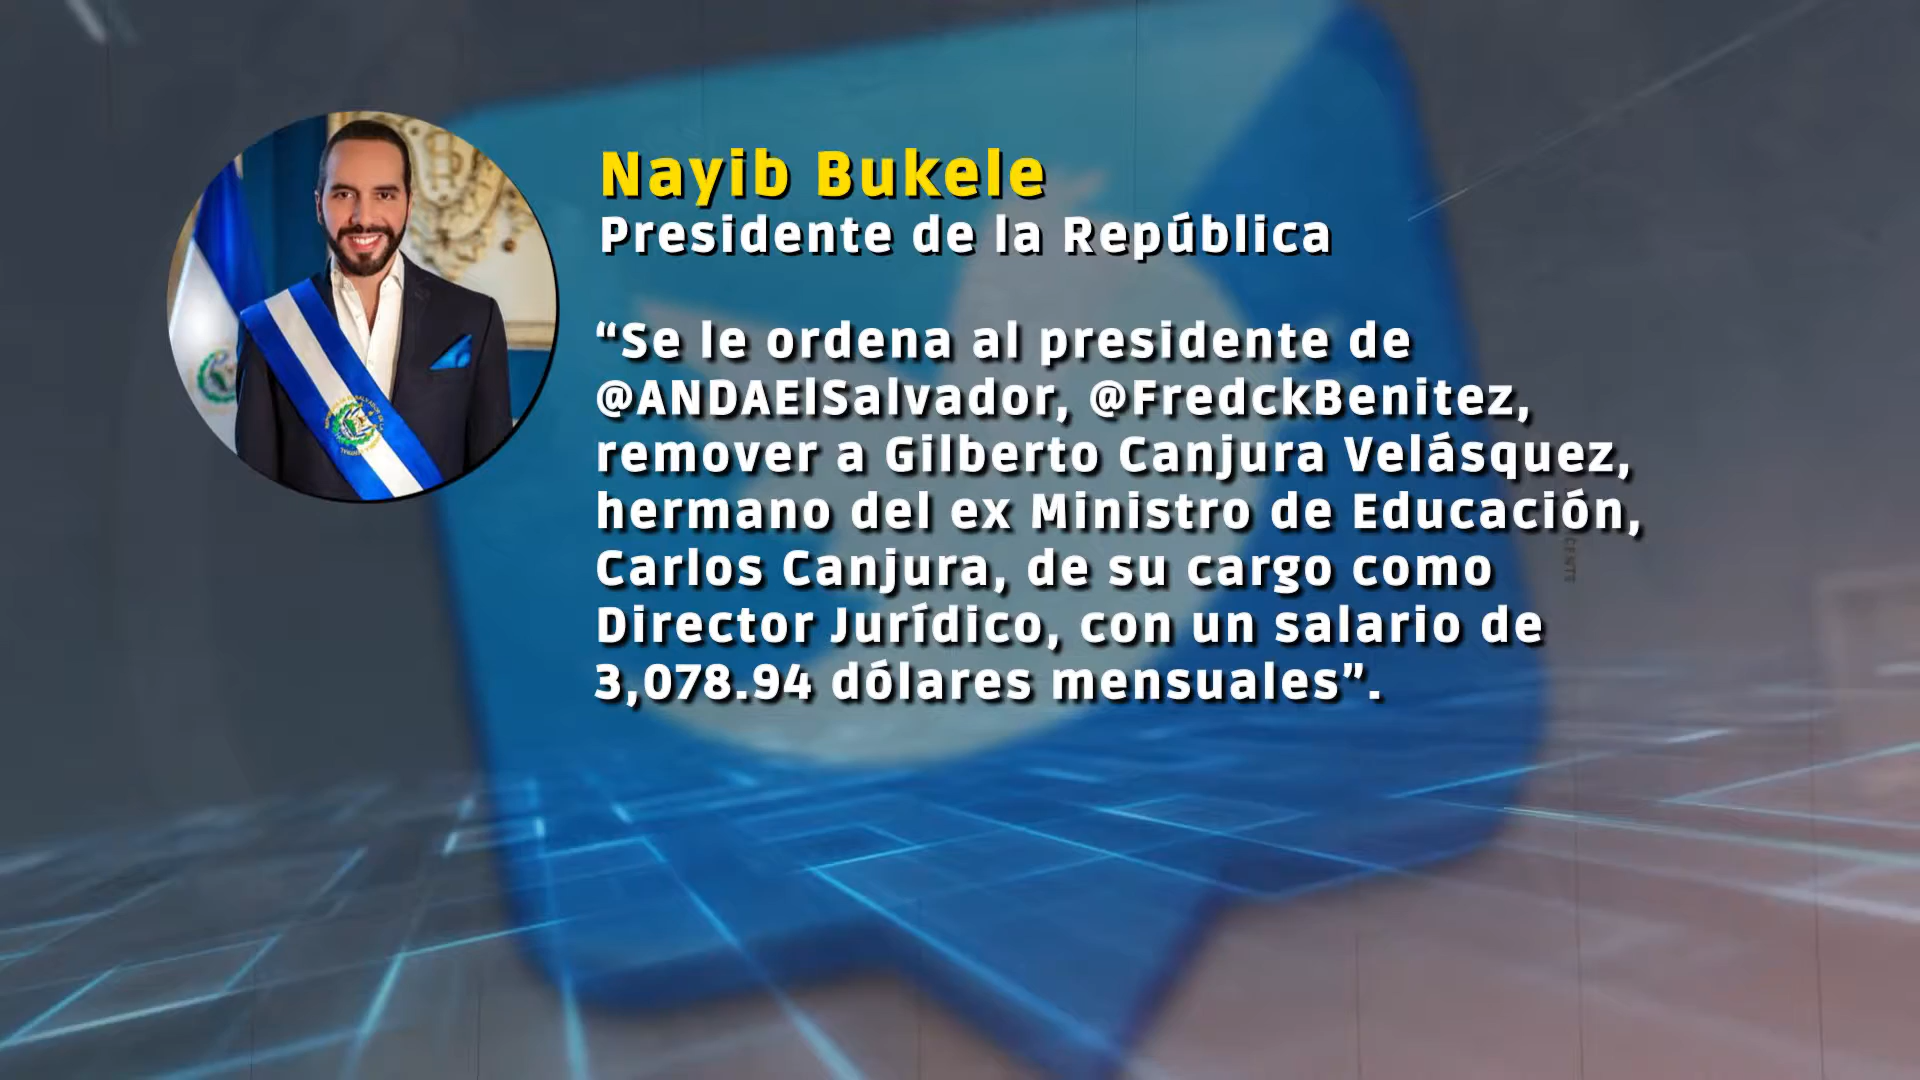 Nayib Bukele
Presidente de la República
“Se le ordena al presidente de
@ANDAElSalvador, @FredckBenitez,
remover a Gilberto Canjura Velásquez,
hermano del ex Ministro de Educación,
Carlos Canjura, de su cargo como
Director Jurídico, con un salario de
3,078.94 dólares mensuales”.